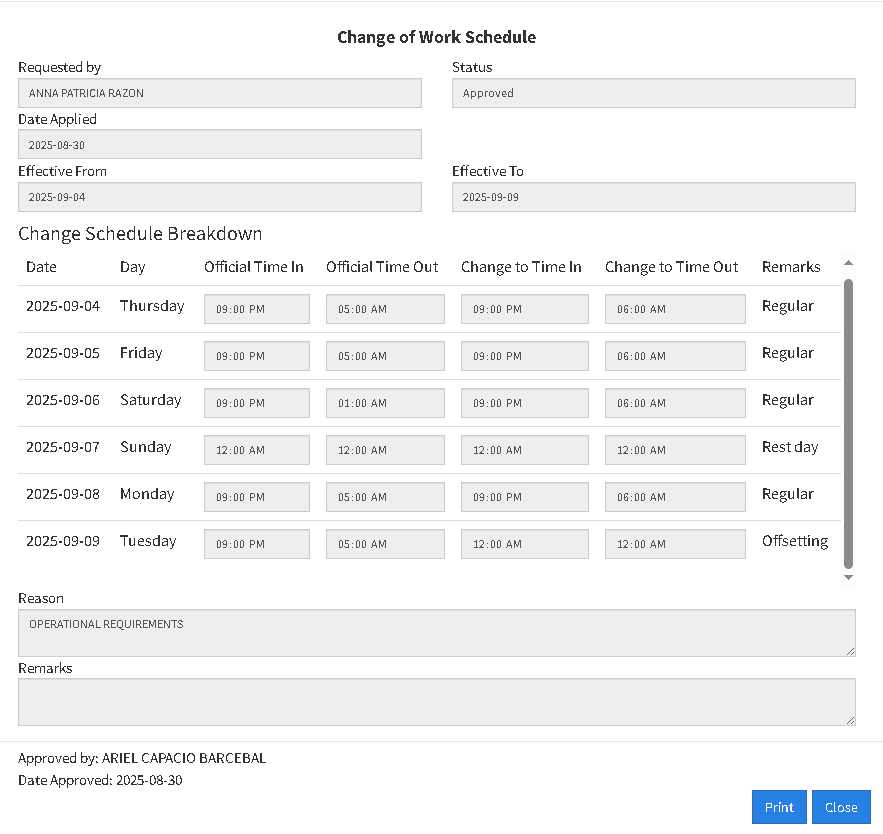 Change of Work Schedule
Requested by Status
ANNA PATRICIA RAZON Approved
Date Applied
2025-08-30
Effective From Effective To
2025-09-04 2025-09-09
Change Schedule Breakdown
Date Day Official Time In Official Time Out Change to Time In Change to Time Out Remarks
2025-09-04 Thursday 09:00 PM 05:00 AM 09:00 PM 06:00 AM Regular
2025-09-05 Friday 09:00 PM 05:00 AM 09:00 PM 06:00 AM Regular
2025-09-06 Saturday 09:00 PM 01:00 AM 09:00 PM 06:00 AM Regular
2025-09-07 Sunday 12:00 AM 12:00 AM 12:00 AM 12:00 AM Rest day
2025-09-08 Monday 09:00 PM 05:00 AM 09:00 PM 06:00 AM Regular
2025-09-09 Tuesday 09:00 PM 05:00 AM 12:00 AM 12:00 AM Offsetting
Reason
OPERATIONAL REQUIREMENTS
Remarks
Approved by: ARIEL CAPACIO BARCEBAL
Date Approved: 2025-08-30
Print Close